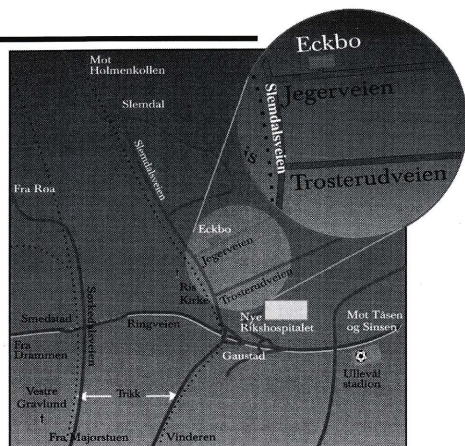 Eckbo
Jegerveien
Slemdalsveien
is
Trosterudveien
Mot
Holmenkollen
Slemdal
Slemdalsveien
Fra Røa
Eckbo
Jegerveien
Ris
Kirke
Trosterudveien
Sørkedalsveien
Smedstad
Ringveien
Nye
Rikshospitalet
Mot Tåsen
og Sinsen
Fra
Drammen
Gaustad
Ullevål
stadion
Vestre
Gravlund
Trikk
Fra Majorstuen
Vinderen